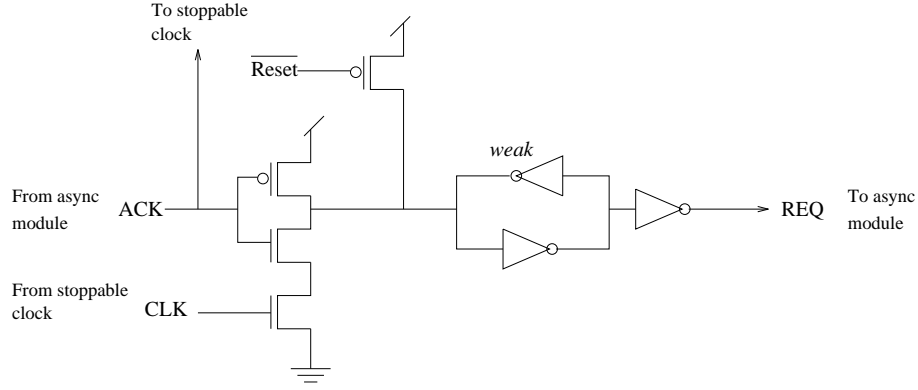 To stoppable
clock
Reset
weak
From async
module
ACK
REQ
To async
module
From stoppable
clock
CLK